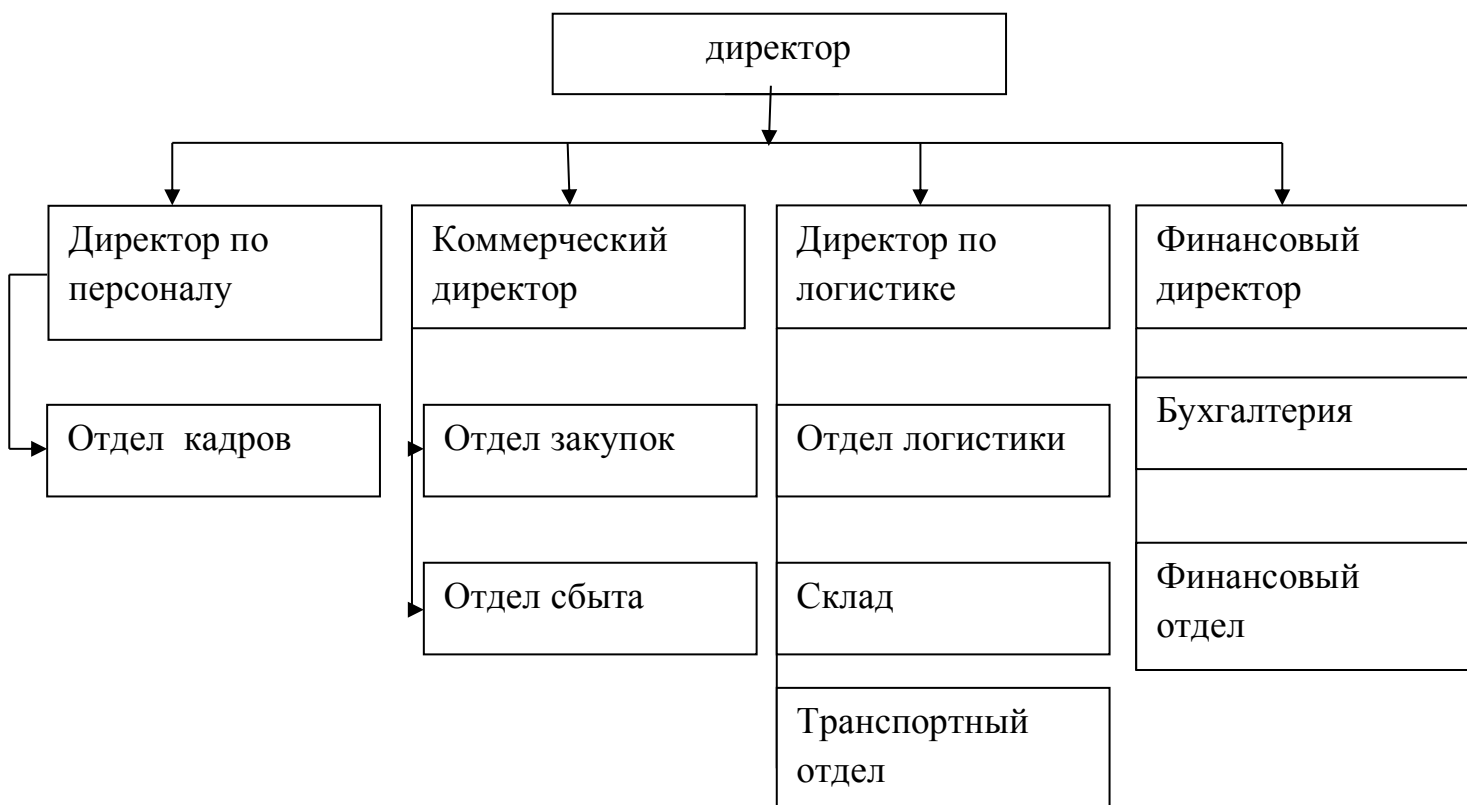 директор
Директор по
персоналу
Коммерческий
директор
Директор по
логистике
Финансовый
директор
Отдел кадров
Отдел закупок
Отдел логистики
Бухгалтерия
Отдел сбыта
Склад
Финансовый
отдел
Транспортный
отдел